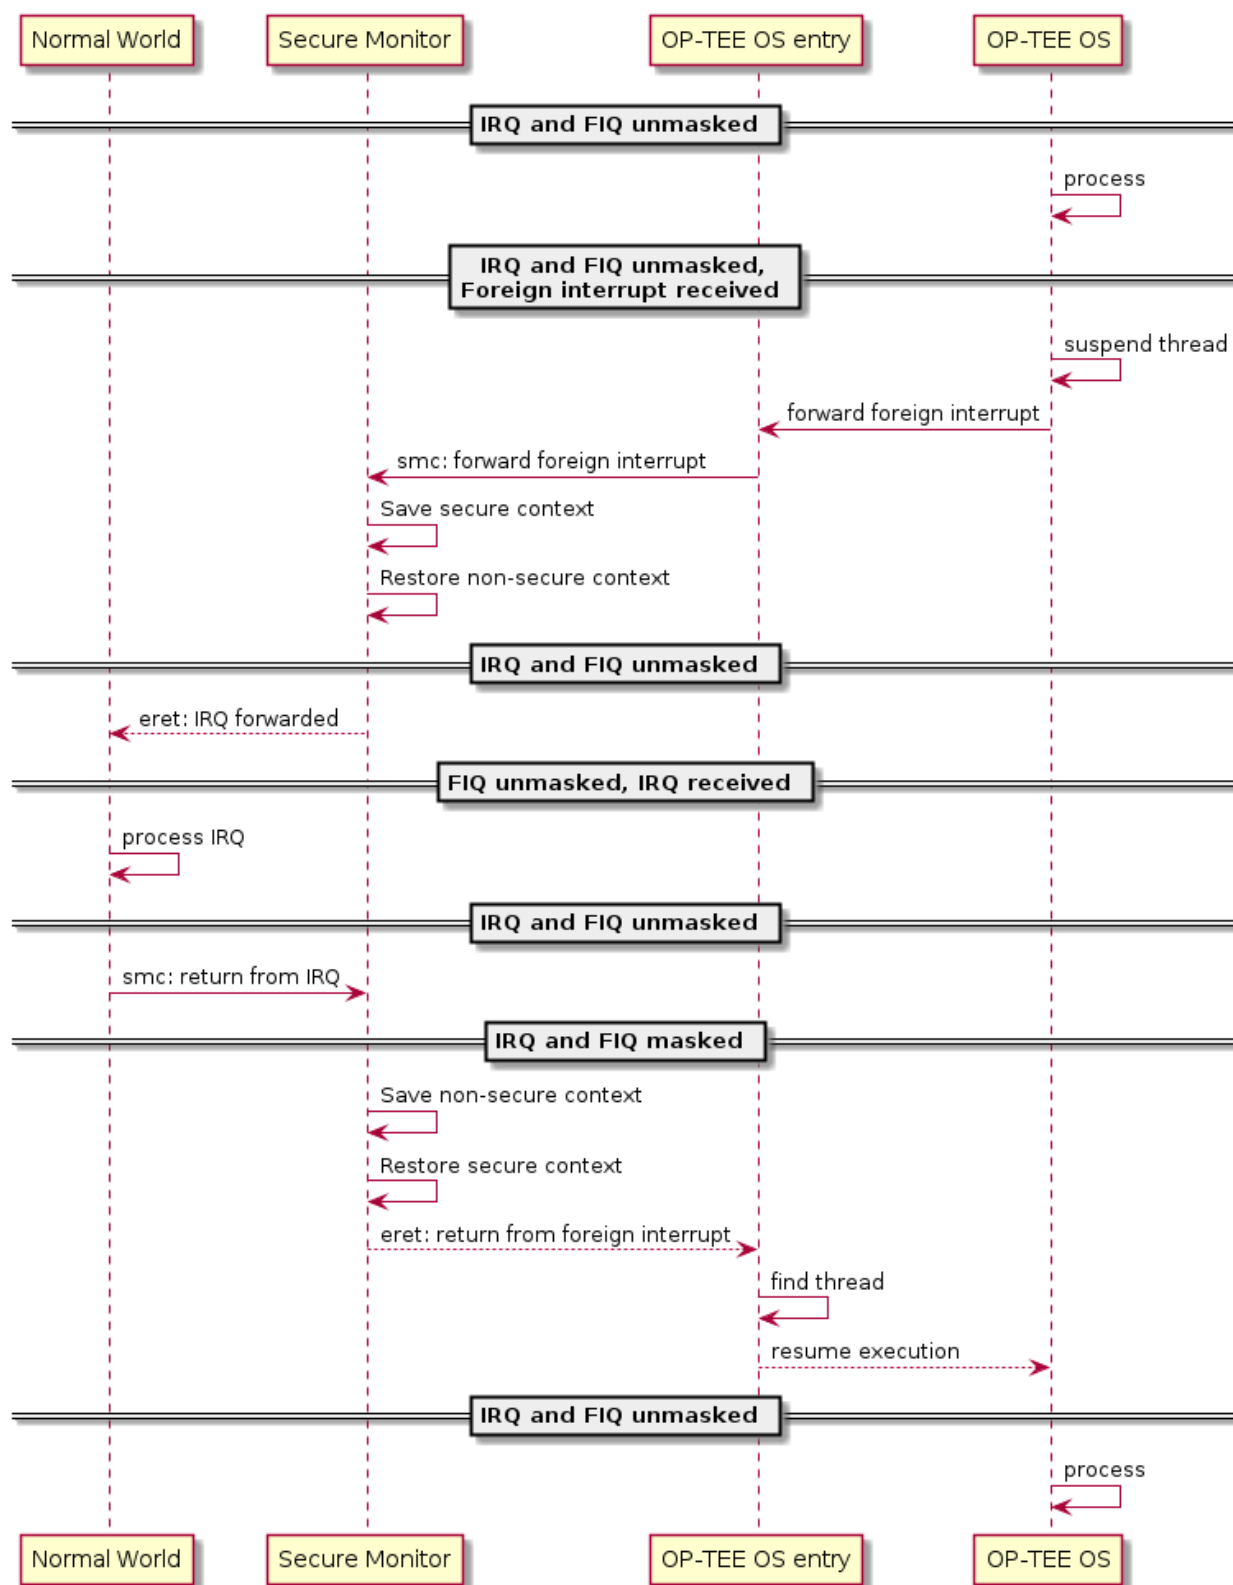 Normal World
Secure Monitor
OP-TEE OS entry
OP-TEE OS
IRQ and FIQ unmasked
process
IRQ and FIQ unmasked,
Foreign interrupt received
suspend thread
forward foreign interrupt
smc: forward foreign interrupt
Save secure context
Restore non-secure context
IRQ and FIQ unmasked
eret: IRQ forwarded
FIQ unmasked, IRQ received
process IRQ
IRQ and FIQ unmasked
smc: return from IRQ
IRQ and FIQ masked
Save non-secure context
Restore secure context
eret: return from foreign interrupt
find thread
resume execution
IRQ and FIQ unmasked
process
Normal World
Secure Monitor
OP-TEE OS entry
OP-TEE OS